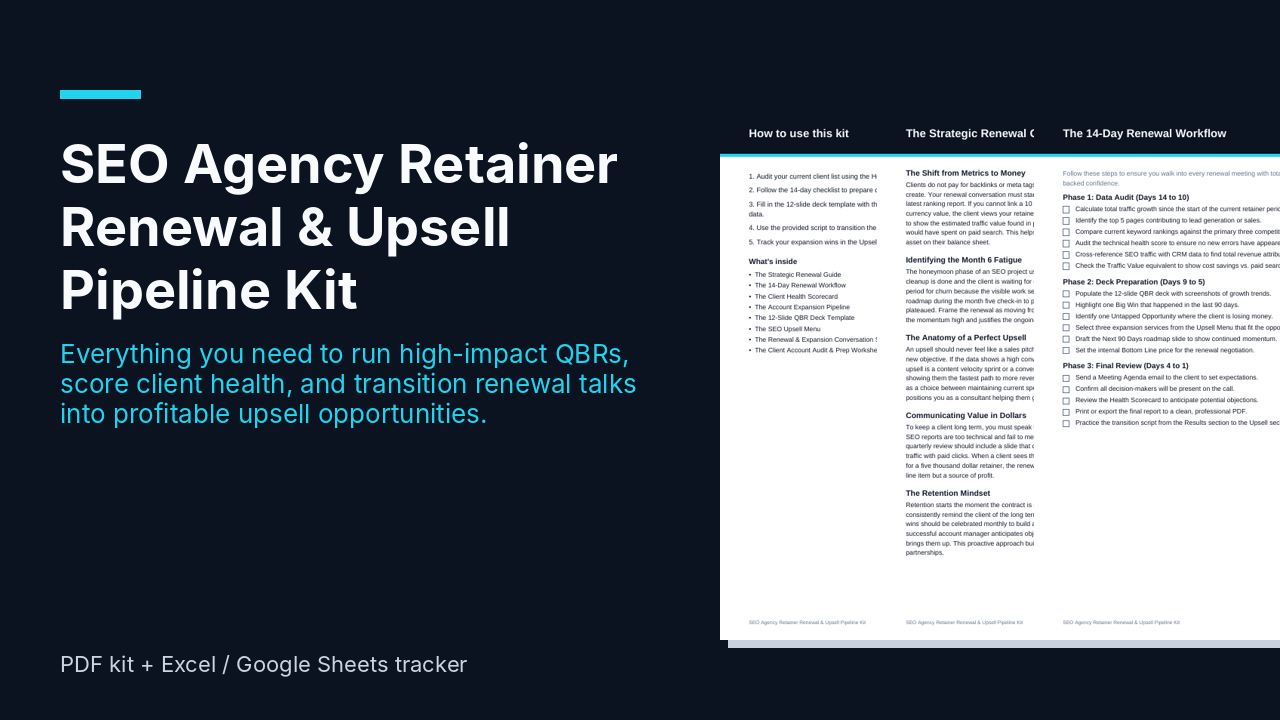 SEO Agency Retainer
Renewal & Upsell
Pipeline Kit
Everything you need to run high-impact QBRs,
score client health, and transition renewal talks
into profitable upsell opportunities.
PDF kit + Excel / Google Sheets tracker
How to use this kit
1. Audit your current client list using the
2. Follow the 14-day checklist to prepare
3. Fill in the 12-slide deck template with
data.
4. Use the provided script to transition the
5. Track your expansion wins in the
What's inside
• The Strategic Renewal Guide
• The 14-Day Renewal Workflow
• The Client Health Scorecard
• The Account Expansion Pipeline
• The 12-Slide QBR Deck Template
• The SEO Upsell Menu
• The Renewal & Expansion Conversation
• The Client Account Audit & Prep
SEO Agency Retainer Renewal & Upsell Pipeline Kit
The Strategic Renewal
The Shift from Metrics to Money
Clients do not pay for backlinks or meta
create. Your renewal conversation must
latest ranking report. If you cannot link a 10
currency value, the client views your
to show the estimated traffic value found in
would have spent on paid search. This
asset on their balance sheet.
Identifying the Month 6 Fatigue
The honeymoon phase of an SEO project
cleanup is done and the client is waiting for
period for churn because the visible work
roadmap during the month five check-in to
plateaued. Frame the renewal as moving
the momentum high and justifies the
The Anatomy of a Perfect Upsell
An upsell should never feel like a sales
new objective. If the data shows a high
upsell is a content velocity sprint or a
showing them the fastest path to more
as a choice between maintaining current
positions you as a consultant helping them
Communicating Value in Dollars
To keep a client long term, you must speak
SEO reports are too technical and fail to
quarterly review should include a slide that
traffic with paid clicks. When a client sees
for a five thousand dollar retainer, the
line item but a source of profit.
The Retention Mindset
Retention starts the moment the contract is
consistently remind the client of the long
wins should be celebrated monthly to build
successful account manager anticipates
brings them up. This proactive approach
partnerships.
SEO Agency Retainer Renewal & Upsell Pipeline Kit
The 14-Day Renewal Workflow
Follow these steps to ensure you walk into every renewal meeting with
backed confidence.
Phase 1: Data Audit (Days 14 to 10)
Calculate total traffic growth since the start of the current retainer
Identify the top 5 pages contributing to lead generation or sales.
Compare current keyword rankings against the primary three
Audit the technical health score to ensure no new errors have
Cross-reference SEO traffic with CRM data to find total revenue
Check the Traffic Value equivalent to show cost savings vs. paid
Phase 2: Deck Preparation (Days 9 to 5)
Populate the 12-slide QBR deck with screenshots of growth trends.
Highlight one Big Win that happened in the last 90 days.
Identify one Untapped Opportunity where the client is losing money.
Select three expansion services from the Upsell Menu that fit the
Draft the Next 90 Days roadmap slide to show continued momentum.
Set the internal Bottom Line price for the renewal negotiation.
Phase 3: Final Review (Days 4 to 1)
Send a Meeting Agenda email to the client to set expectations.
Confirm all decision-makers will be present on the call.
Review the Health Scorecard to anticipate potential objections.
Print or export the final report to a clean, professional PDF.
Practice the transition script from the Results section to the Upsell
SEO Agency Retainer Renewal & Upsell Pipeline Kit